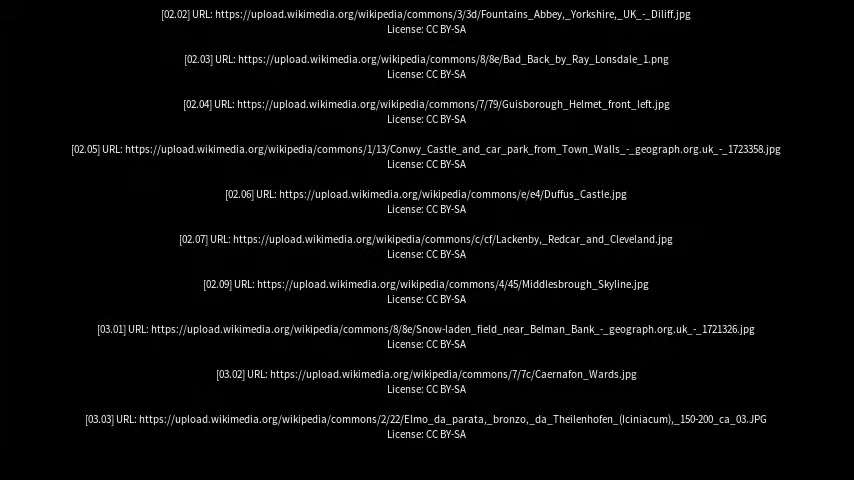 [02.02] URL: https://upload.wikimedia.org/wikipedia/commons/3/3d/Fountains_Abbey,_Yorkshire,_UK_-_Diliff.jpg
License: CC BY-SA
[02.03] URL: https://upload.wikimedia.org/wikipedia/commons/8/8e/Bad_Back_by_Ray_Lonsdale_1.png
License: CC BY-SA
[02.04] URL: https://upload.wikimedia.org/wikipedia/commons/7/79/Guisborough_Helmet_front_left.jpg
License: CC BY-SA
[02.05] URL: https://upload.wikimedia.org/wikipedia/commons/1/13/Conwy_Castle_and_car_park_from_Town_Walls_-_geograph.org.uk_-_1723358.jpg
License: CC BY-SA
[02.06] URL: https://upload.wikimedia.org/wikipedia/commons/e/e4/Duffus_Castle.jpg
License: CC BY-SA
[02.07] URL: https://upload.wikimedia.org/wikipedia/commons/c/cf/Lackenby,_Redcar_and_Cleveland.jpg
License: CC BY-SA
[02.09] URL: https://upload.wikimedia.org/wikipedia/commons/4/45/Middlesbrough_Skyline.jpg
License: CC BY-SA
[03.01] URL: https://upload.wikimedia.org/wikipedia/commons/8/8e/Snow-laden_field_near_Belman_Bank_-_geograph.org.uk_-_1721326.jpg
License: CC BY-SA
[03.02] URL: https://upload.wikimedia.org/wikipedia/commons/7/7c/Caernafon_Wards.jpg
License: CC BY-SA
[03.03] URL: https://upload.wikimedia.org/wikipedia/commons/2/22/Elmo_da_parata,_bronzo,_da_Theilenhofen_(Iciniacum),_150-200_ca_03.JPG
License: CC BY-SA